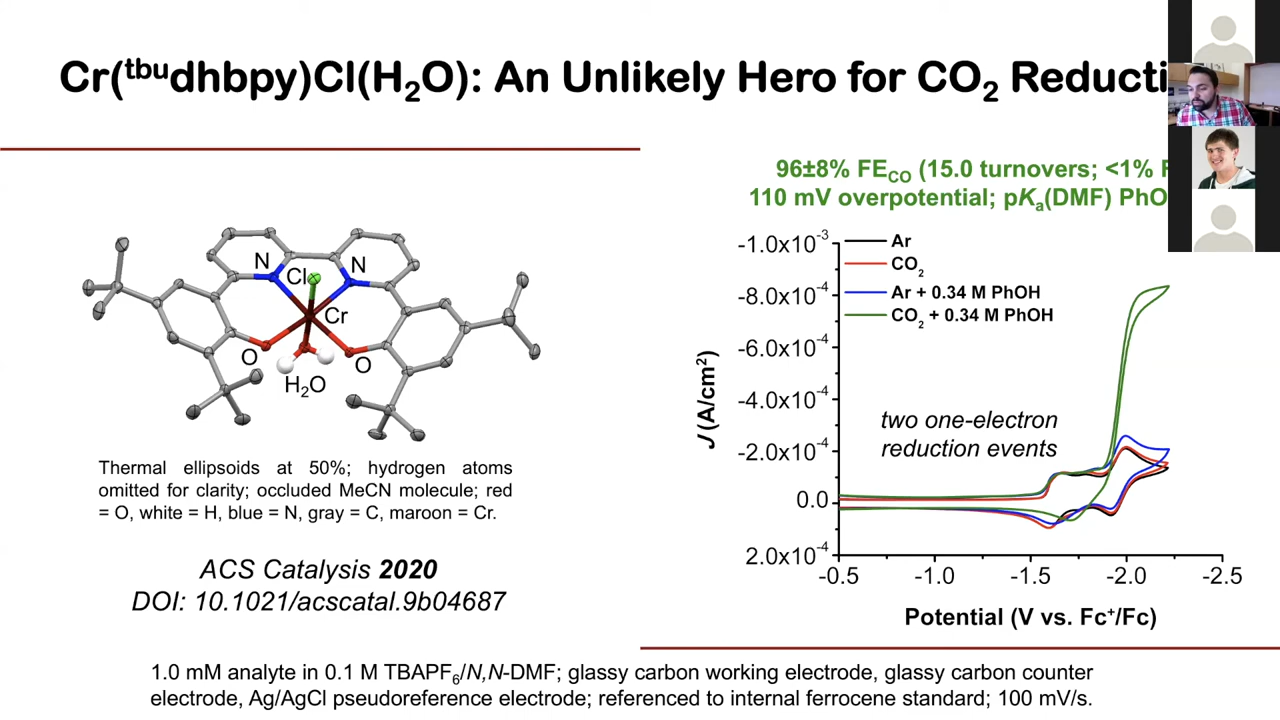 Cr(tbudhbpy)Cl(H2O): An Unlikely Hero for CO2
96±8% FECO (15.0 turnovers; <1%
110 mV overpotential; pKa(DMF)
N
N
Cl
Cr
O
O
H2O
Thermal ellipsoids at 50%; hydrogen atoms
omitted for clarity; occluded MeCN molecule; red
= O, white = H, blue = N, gray = C, maroon = Cr.
ACS Catalysis 2020
DOI: 10.1021/acscatal.9b04687
Ar
CO2
Ar + 0.34 M PhOH
CO2 + 0.34 M PhOH
J (A/cm2)
-1.0x10-3
-8.0x10-4
-6.0x10-4
-4.0x10-4
-2.0x10-4
0.0
2.0x10-4
two one-electron
reduction events
-0.5 -1.0 -1.5 -2.0 -2.5
Potential (V vs. Fc+/Fc)
1.0 mM analyte in 0.1 M TBAPF6/N,N-DMF; glassy carbon working electrode, glassy carbon counter
electrode, Ag/AgCl pseudoreference electrode; referenced to internal ferrocene standard; 100 mV/s.